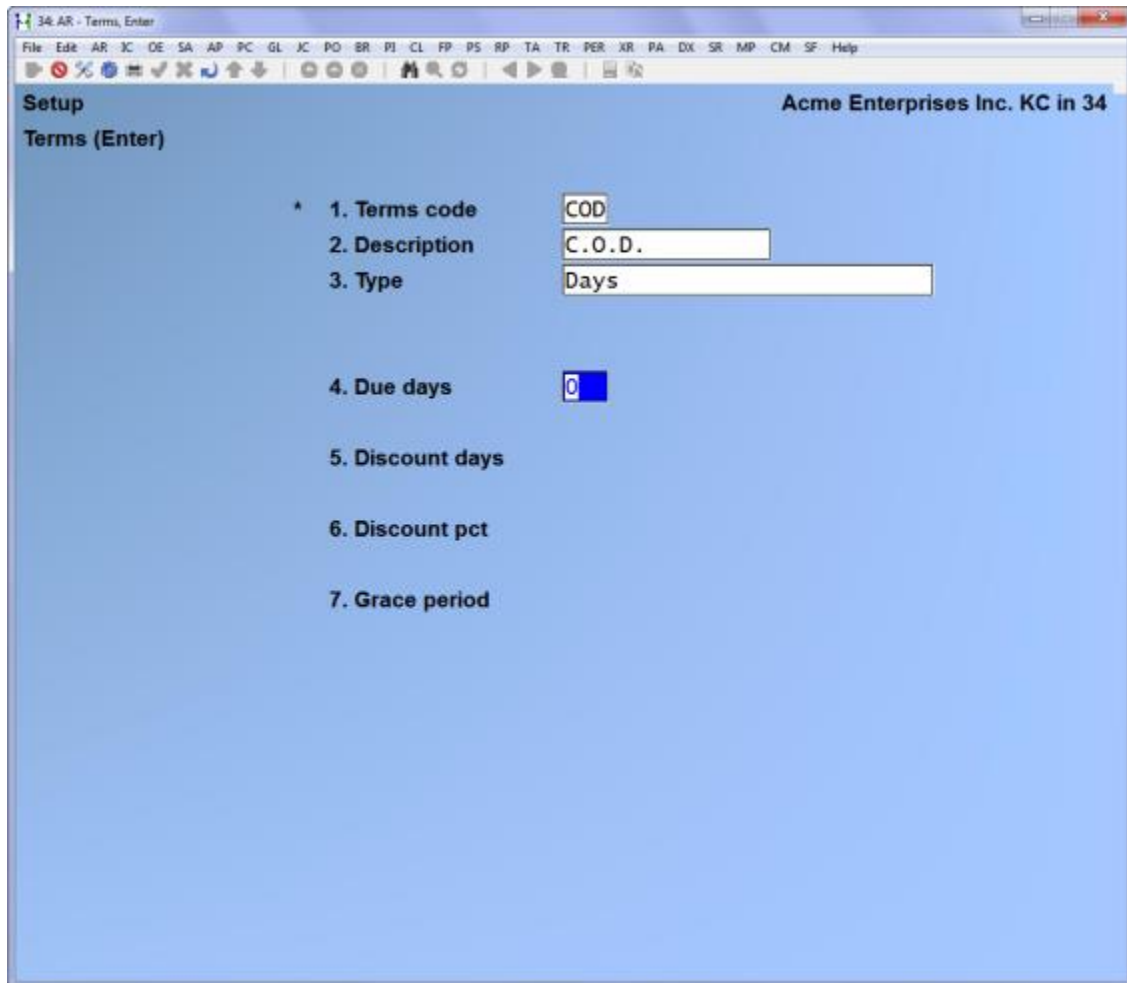 34: AR - Terms, Enter
File Edit AR IC OE SA AP PC GL JC PO BR PI CL FP PS RP TA TR PER XR PA DX SR MP CM SF Help
Setup Acme Enterprises Inc. KC in 34
Terms (Enter)
* 1. Terms code COD
2. Description C.O.D.
3. Type Days
4. Due days 0
5. Discount days
6. Discount pct
7. Grace period